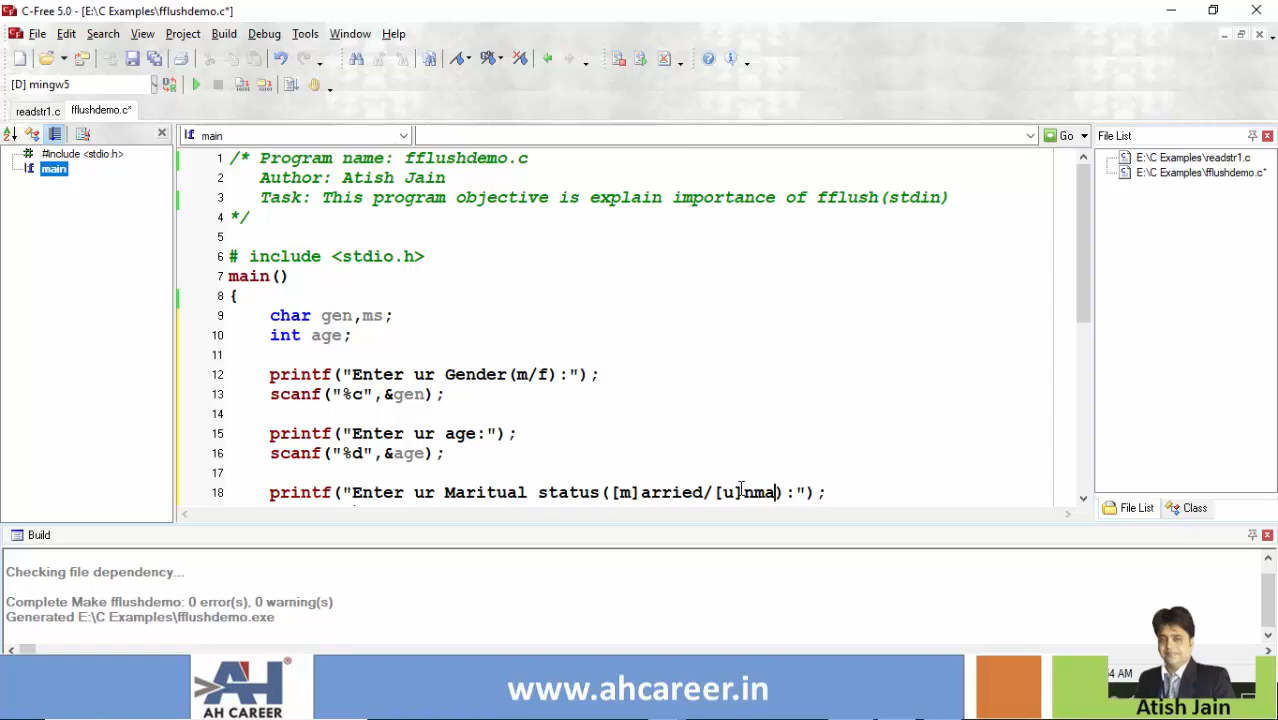 C-Free 5.0 - [E:\C Examples\fflushdemo.c*]
File Edit Search View Project Build Debug Tools Window Help
[D] mingw5
readstr1.c fflushdemo.c*
main
Go
File List
#include <stdio.h>
main
E:\C Examples\readstr1.c
E:\C Examples\fflushdemo.c*
1 /* Program name: fflushdemo.c
2 Author: Atish Jain
3 Task: This program objective is explain importance of fflush(stdin)
4 */
5
6 # include <stdio.h>
7 main()
8 {
9 char gen,ms;
10 int age;
11
12 printf("Enter ur Gender(m/f):");
13 scanf("%c",&gen);
14
15 printf("Enter ur age:");
16 scanf("%d",&age);
17
18 printf("Enter ur Maritual status([m]arried/[u]nma):");
File List Class
Build
Checking file dependency...
Complete Make fflushdemo: 0 error(s), 0 warning(s)
Generated E:\C Examples\fflushdemo.exe
AH
AH CAREER
www.ahcareer.in
4 AM
Atish Jain